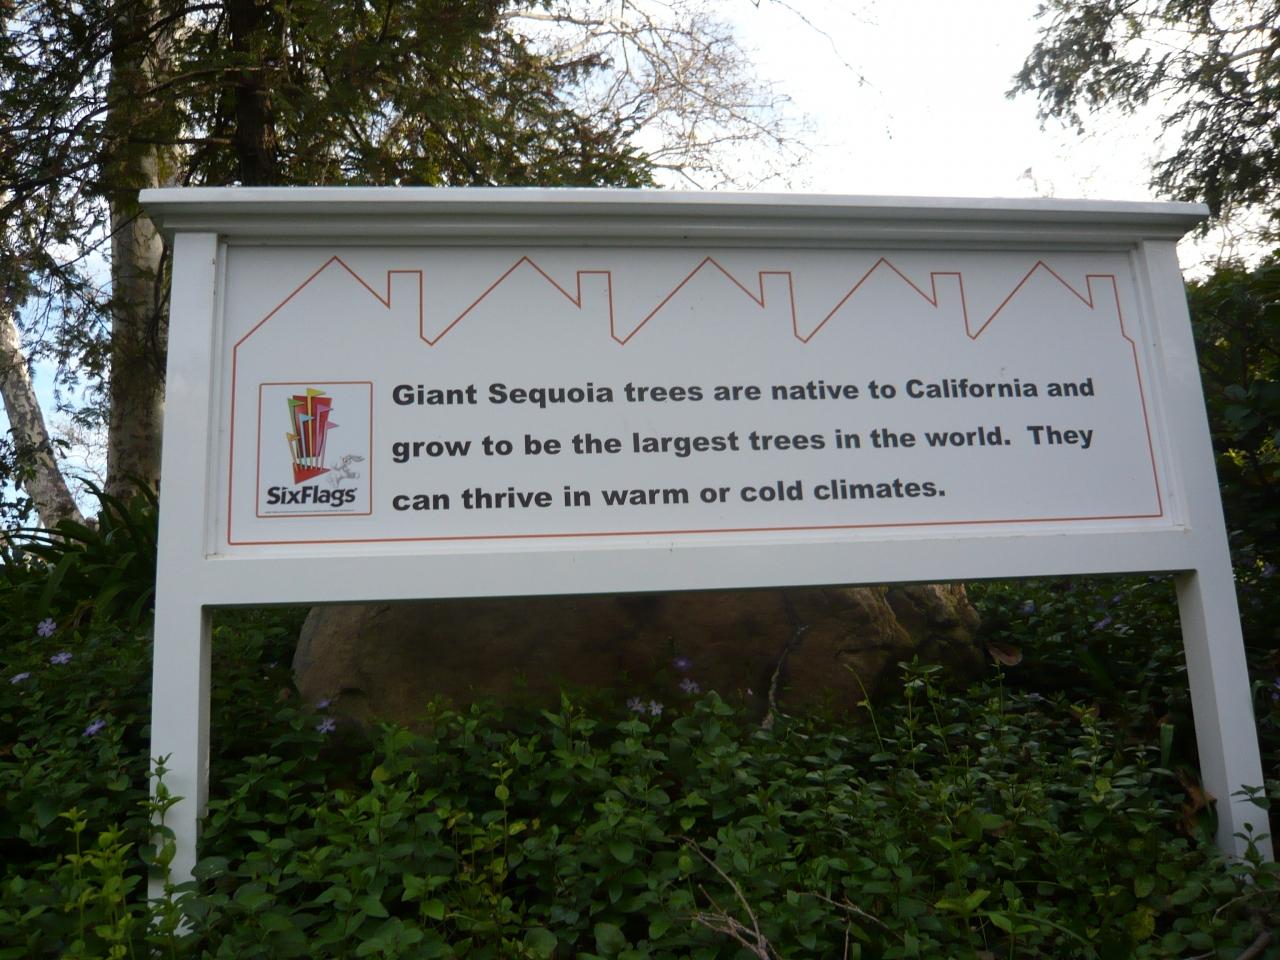 Giant Sequoia trees are native to California and
grow to be the largest trees in the world. They
can thrive in warm or cold climates.
SixFlags